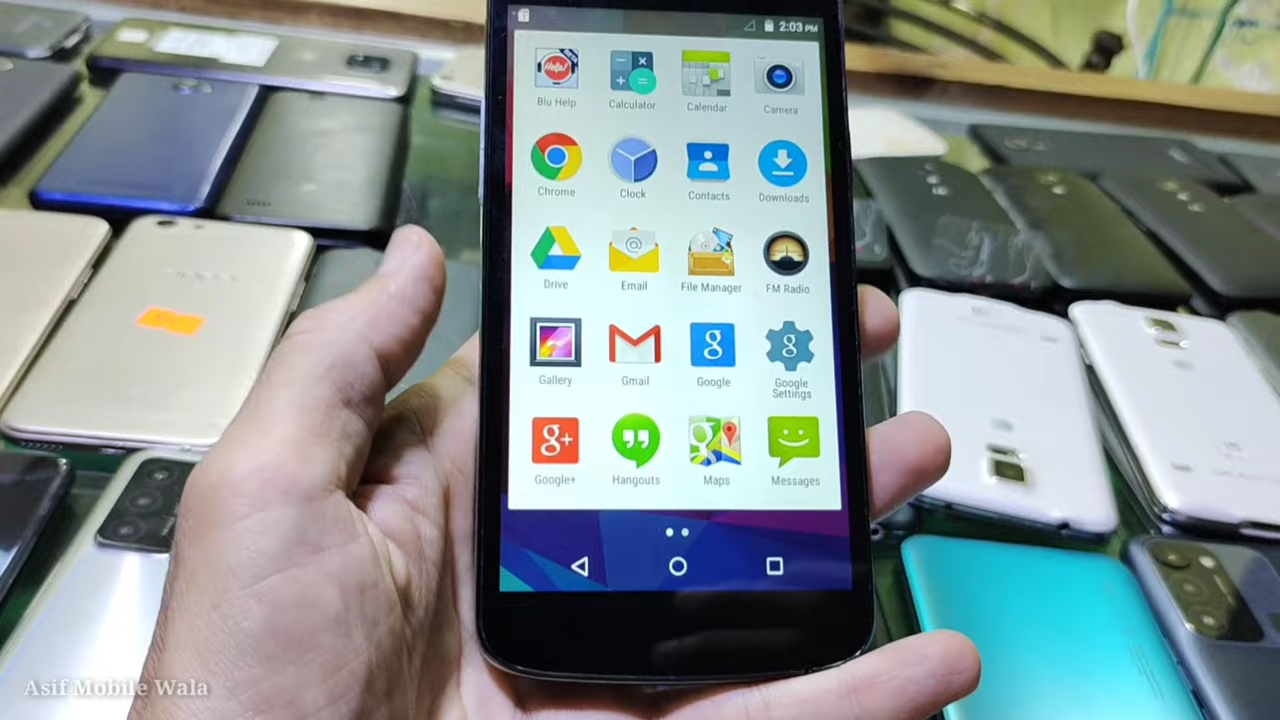 2:03 PM
Help!
Blu Help
Calculator
Calendar
Camera
Chrome
Clock
Contacts
Downloads
Drive
Email
File Manager
FM Radio
Gallery
Gmail
Google
Google
Settings
Google+
Hangouts
Maps
Messages
Asif Mobile Wala